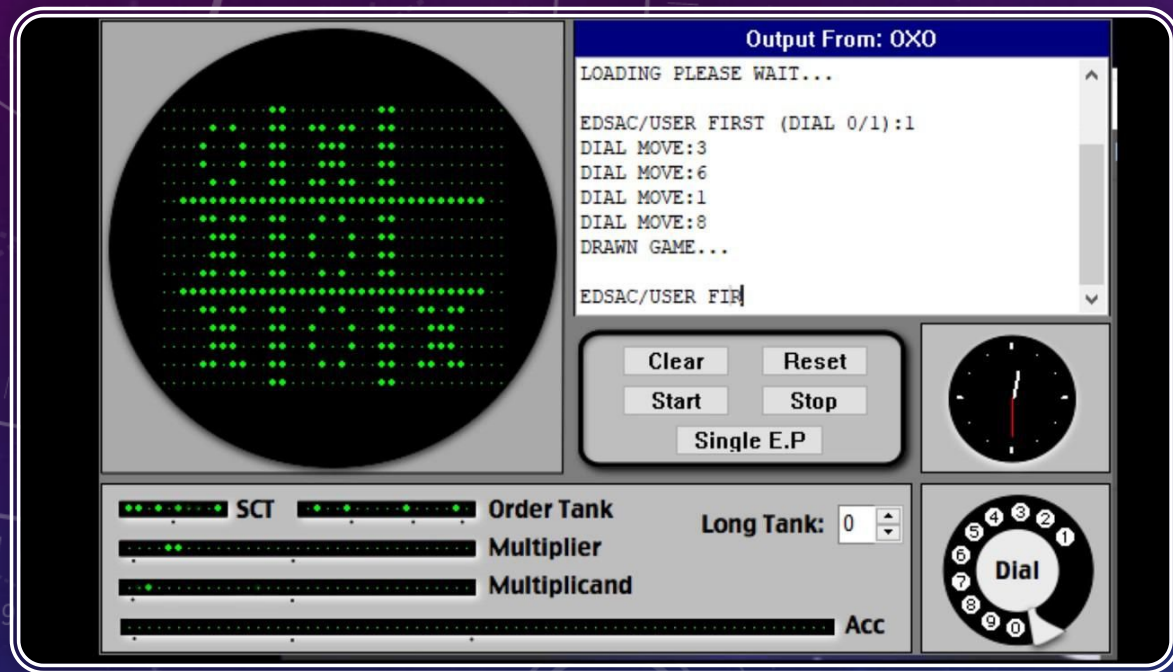 Output From: OXO
LOADING PLEASE WAIT...
EDSAC/USER FIRST (DIAL 0/1):1
DIAL MOVE:3
DIAL MOVE:6
DIAL MOVE:1
DIAL MOVE:8
DRAWN GAME...
EDSAC/USER FIR
Clear Reset
Start Stop
Single E.P
SCT Order Tank
Long Tank: 0
Multiplier
Multiplicand
Acc
1 2 3 4 5 6 7 8 9 0
Dial